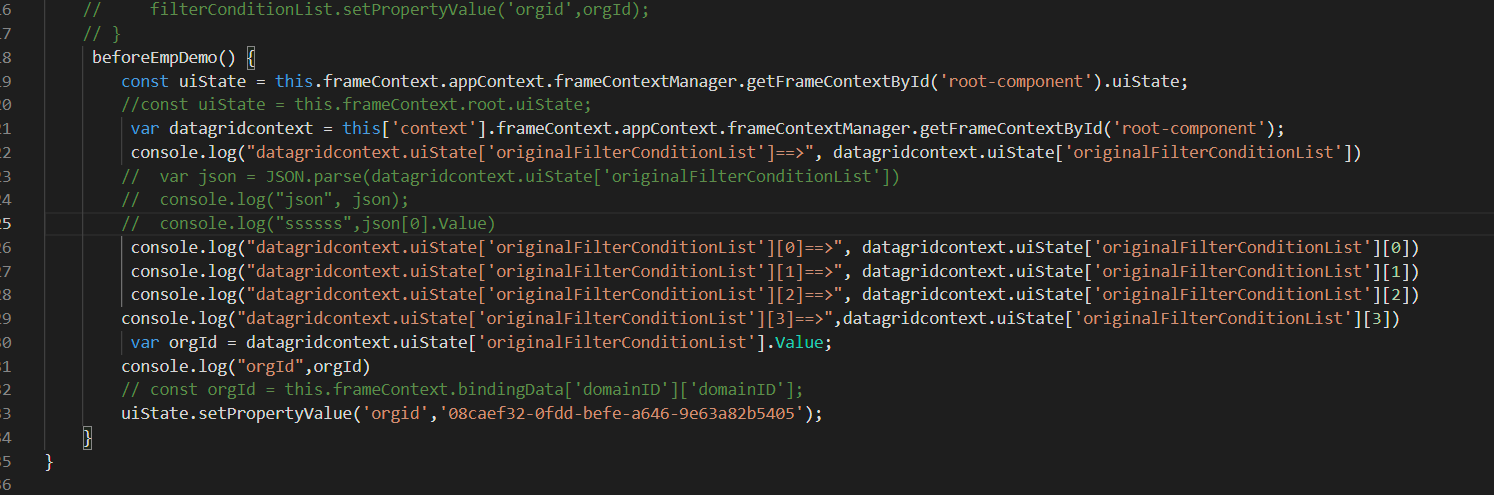 16 //     filterConditionList.setPropertyValue('orgid',orgId);
17 // }
18 beforeEmpDemo() {
19 const uiState = this.frameContext.appContext.frameContextManager.getFrameContextById('root-component').uiState;
20 //const uiState = this.frameContext.root.uiState;
21 var datagridcontext = this['context'].frameContext.appContext.frameContextManager.getFrameContextById('root-component');
22 console.log("datagridcontext.uiState['originalFilterConditionList']==>", datagridcontext.uiState['originalFilterConditionList'])
23 //  var json = JSON.parse(datagridcontext.uiState['originalFilterConditionList'])
24 //  console.log("json", json);
25 //  console.log("ssssss",json[0].Value)
26 console.log("datagridcontext.uiState['originalFilterConditionList'][0]==>", datagridcontext.uiState['originalFilterConditionList'][0])
27 console.log("datagridcontext.uiState['originalFilterConditionList'][1]==>", datagridcontext.uiState['originalFilterConditionList'][1])
28 console.log("datagridcontext.uiState['originalFilterConditionList'][2]==>", datagridcontext.uiState['originalFilterConditionList'][2])
29 console.log("datagridcontext.uiState['originalFilterConditionList'][3]==>",datagridcontext.uiState['originalFilterConditionList'][3])
30 var orgId = datagridcontext.uiState['originalFilterConditionList'].Value;
31 console.log("orgId",orgId)
32 // const orgId = this.frameContext.bindingData['domainID']['domainID'];
33 uiState.setPropertyValue('orgid','08caef32-0fdd-befe-a646-9e63a82b5405');
34 }
35 }
36